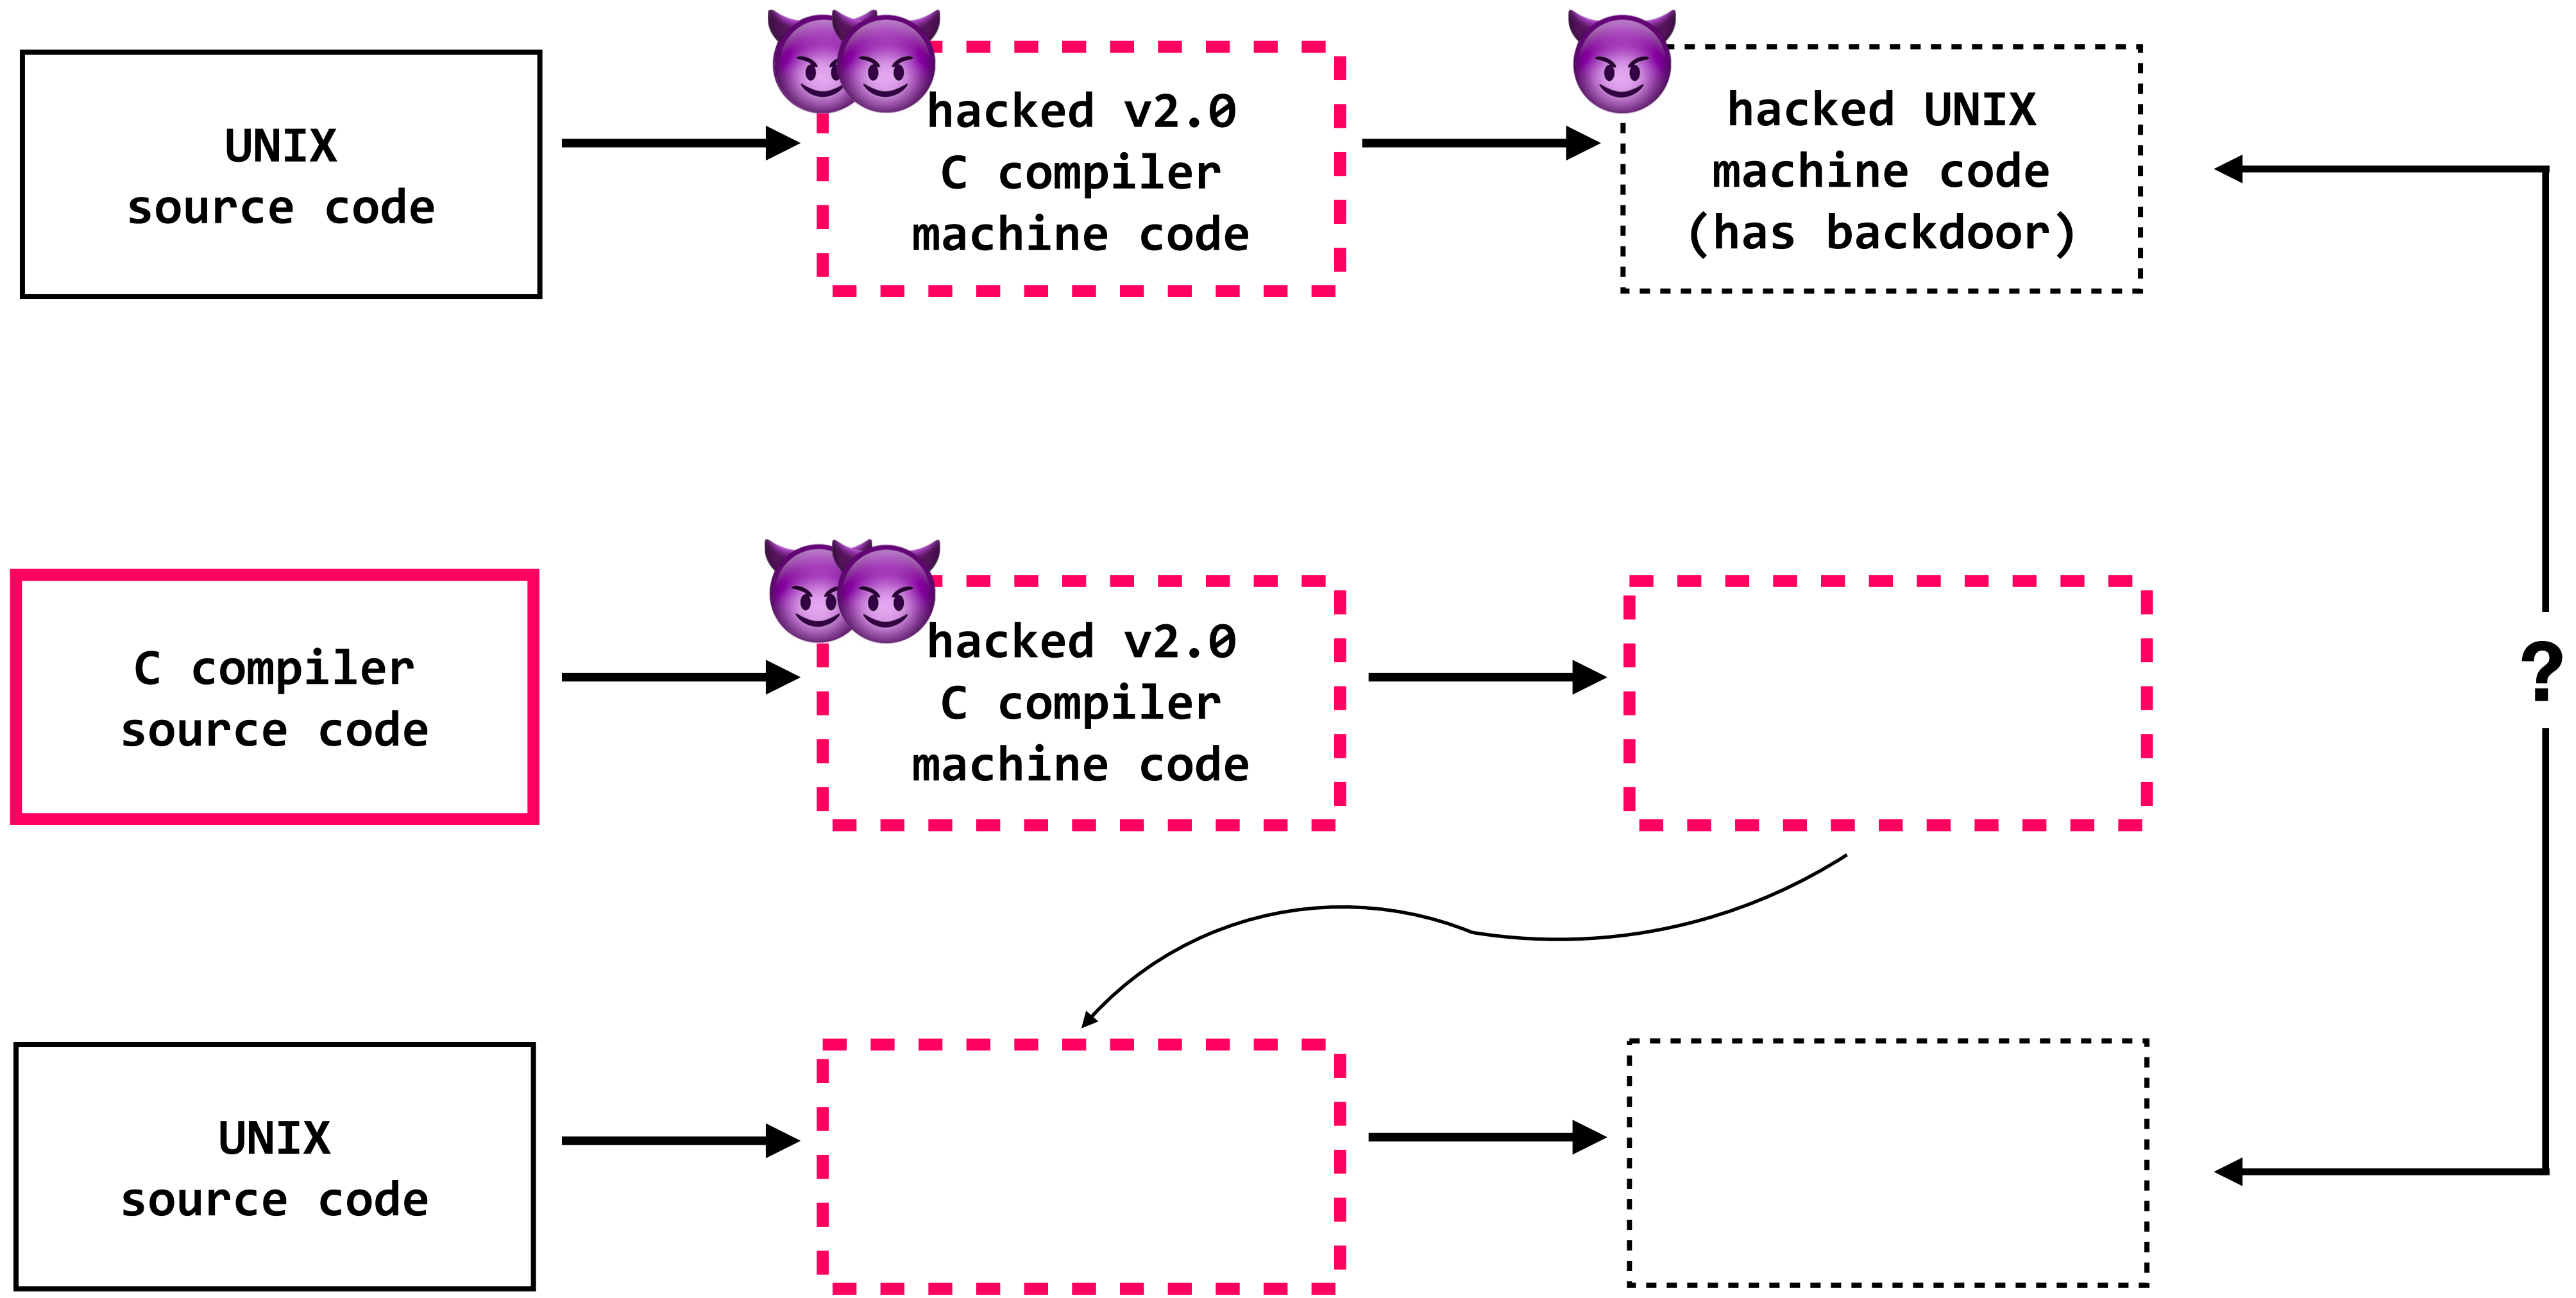 UNIX
source code
hacked v2.0
C compiler
machine code
hacked UNIX
machine code
(has backdoor)
C compiler
source code
hacked v2.0
C compiler
machine code
?
UNIX
source code